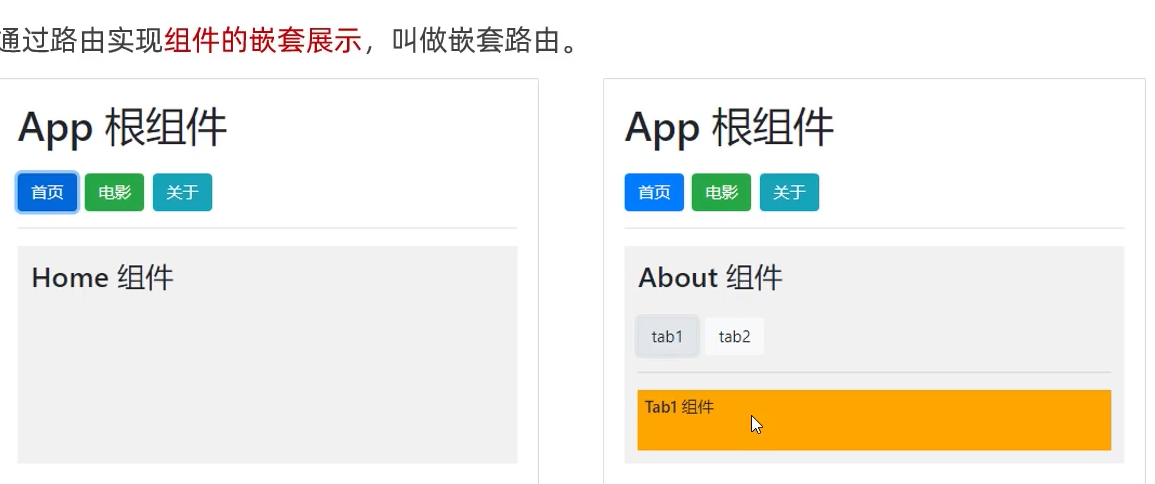 通过路由实现组件的嵌套展示，叫做嵌套路由。
App 根组件
首页 电影 关于
Home 组件
App 根组件
首页 电影 关于
About 组件
tab1 tab2
Tab1 组件